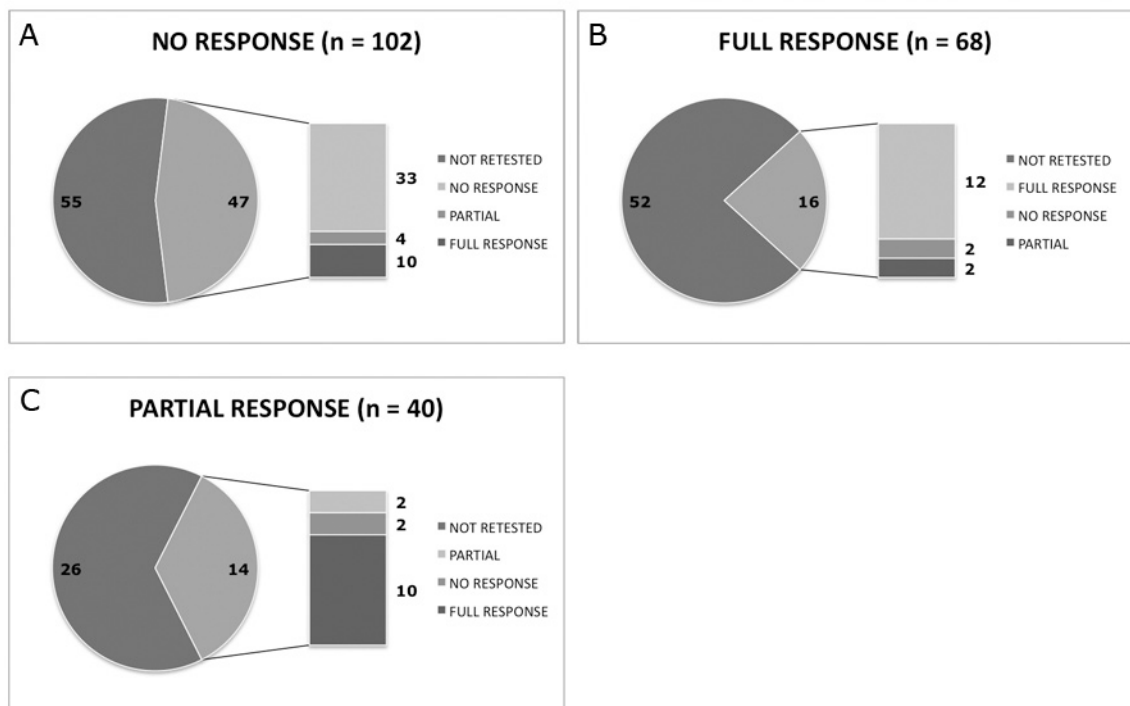 A
NO RESPONSE (n = 102)
55
47
33
4
10
NOT RETESTED
NO RESPONSE
PARTIAL
FULL RESPONSE
B
FULL RESPONSE (n = 68)
52
16
12
2
2
NOT RETESTED
FULL RESPONSE
NO RESPONSE
PARTIAL
C
PARTIAL RESPONSE (n = 40)
26
14
2
2
10
NOT RETESTED
PARTIAL
NO RESPONSE
FULL RESPONSE